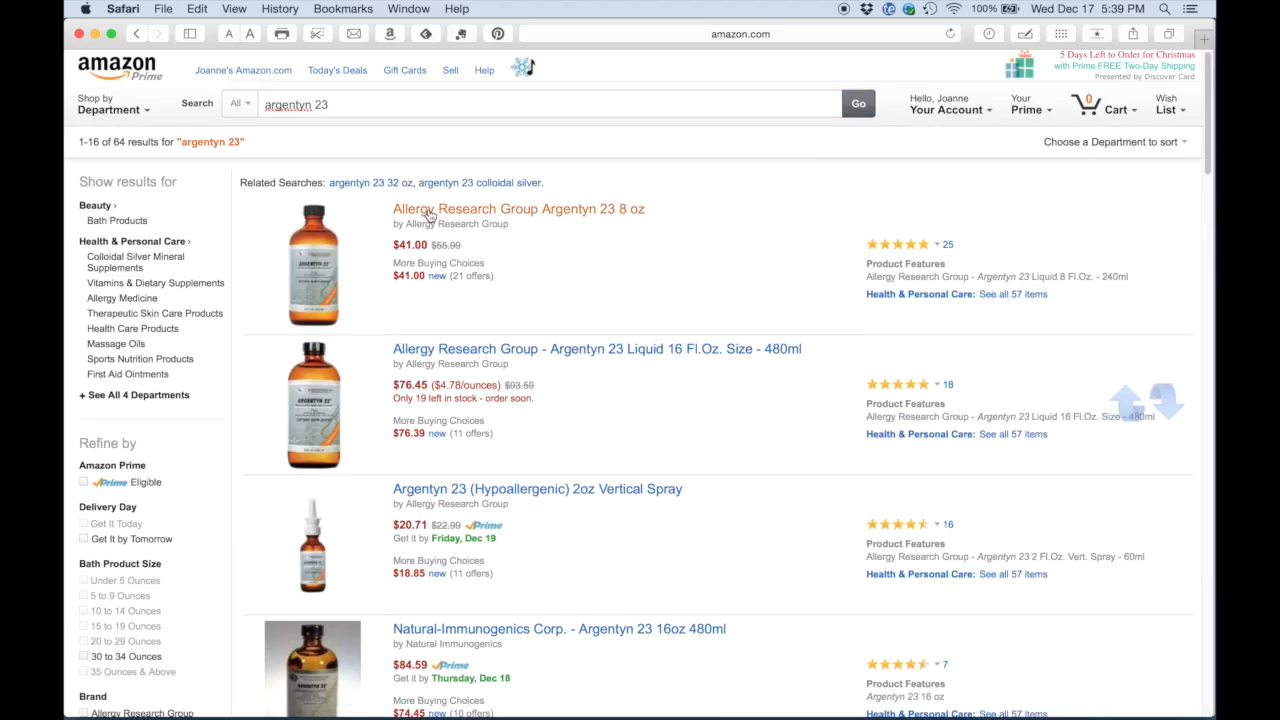 Safari File Edit View History Bookmarks Window Help 100% Wed Dec 17 5:39 PM
A A amazon.com
amazon
Prime
Joanne's Amazon.com Today's Deals Gift Cards Sell Help
5 Days Left to Order for Christmas
with Prime FREE Two-Day Shipping
Presented by Discover Card
Shop by
Department
Search All argentyn 23 Go
Hello, Joanne
Your Account
Your
Prime
0
Cart
Wish
List
1-16 of 64 results for "argentyn 23"
Choose a Department to sort
Show results for
Beauty ›
Bath Products
Health & Personal Care ›
Colloidal Silver Mineral
Supplements
Vitamins & Dietary Supplements
Allergy Medicine
Therapeutic Skin Care Products
Health Care Products
Massage Oils
Sports Nutrition Products
First Aid Ointments
+ See All 4 Departments
Refine by
Amazon Prime
Prime Eligible
Delivery Day
Get It Today
Get It by Tomorrow
Bath Product Size
Under 5 Ounces
5 to 9 Ounces
10 to 14 Ounces
15 to 19 Ounces
20 to 29 Ounces
30 to 34 Ounces
35 Ounces & Above
Brand
Allergy Research Group
Related Searches: argentyn 23 32 oz, argentyn 23 colloidal silver.
Allergy Research Group Argentyn 23 8 oz
by Allergy Research Group
$41.00 $55.99
More Buying Choices
$41.00 new (21 offers)
25
Product Features
Allergy Research Group - Argentyn 23 Liquid 8 Fl.Oz. - 240ml
Health & Personal Care: See all 57 items
ARGENTYN 23
Allergy Research Group - Argentyn 23 Liquid 16 Fl.Oz. Size - 480ml
by Allergy Research Group
$76.45 ($4.78/ounces) $93.59
Only 19 left in stock - order soon.
More Buying Choices
$76.39 new (11 offers)
18
Product Features
Allergy Research Group - Argentyn 23 Liquid 16 Fl.Oz. Size - 480ml
Health & Personal Care: See all 57 items
ARGENTYN 23
Argentyn 23 (Hypoallergenic) 2oz Vertical Spray
by Allergy Research Group
$20.71 $22.99 Prime
Get it by Friday, Dec 19
More Buying Choices
$18.85 new (11 offers)
16
Product Features
Allergy Research Group - Argentyn 23 2 Fl.Oz. Vert. Spray - 60ml
Health & Personal Care: See all 57 items
Natural-Immunogenics Corp. - Argentyn 23 16oz 480ml
by Natural Immunogenics
$84.59 Prime
Get it by Thursday, Dec 18
More Buying Choices
$74.45 new (10 offers)
7
Product Features
Argentyn 23 16 oz
Health & Personal Care: See all 57 items
ARGENTYN 23